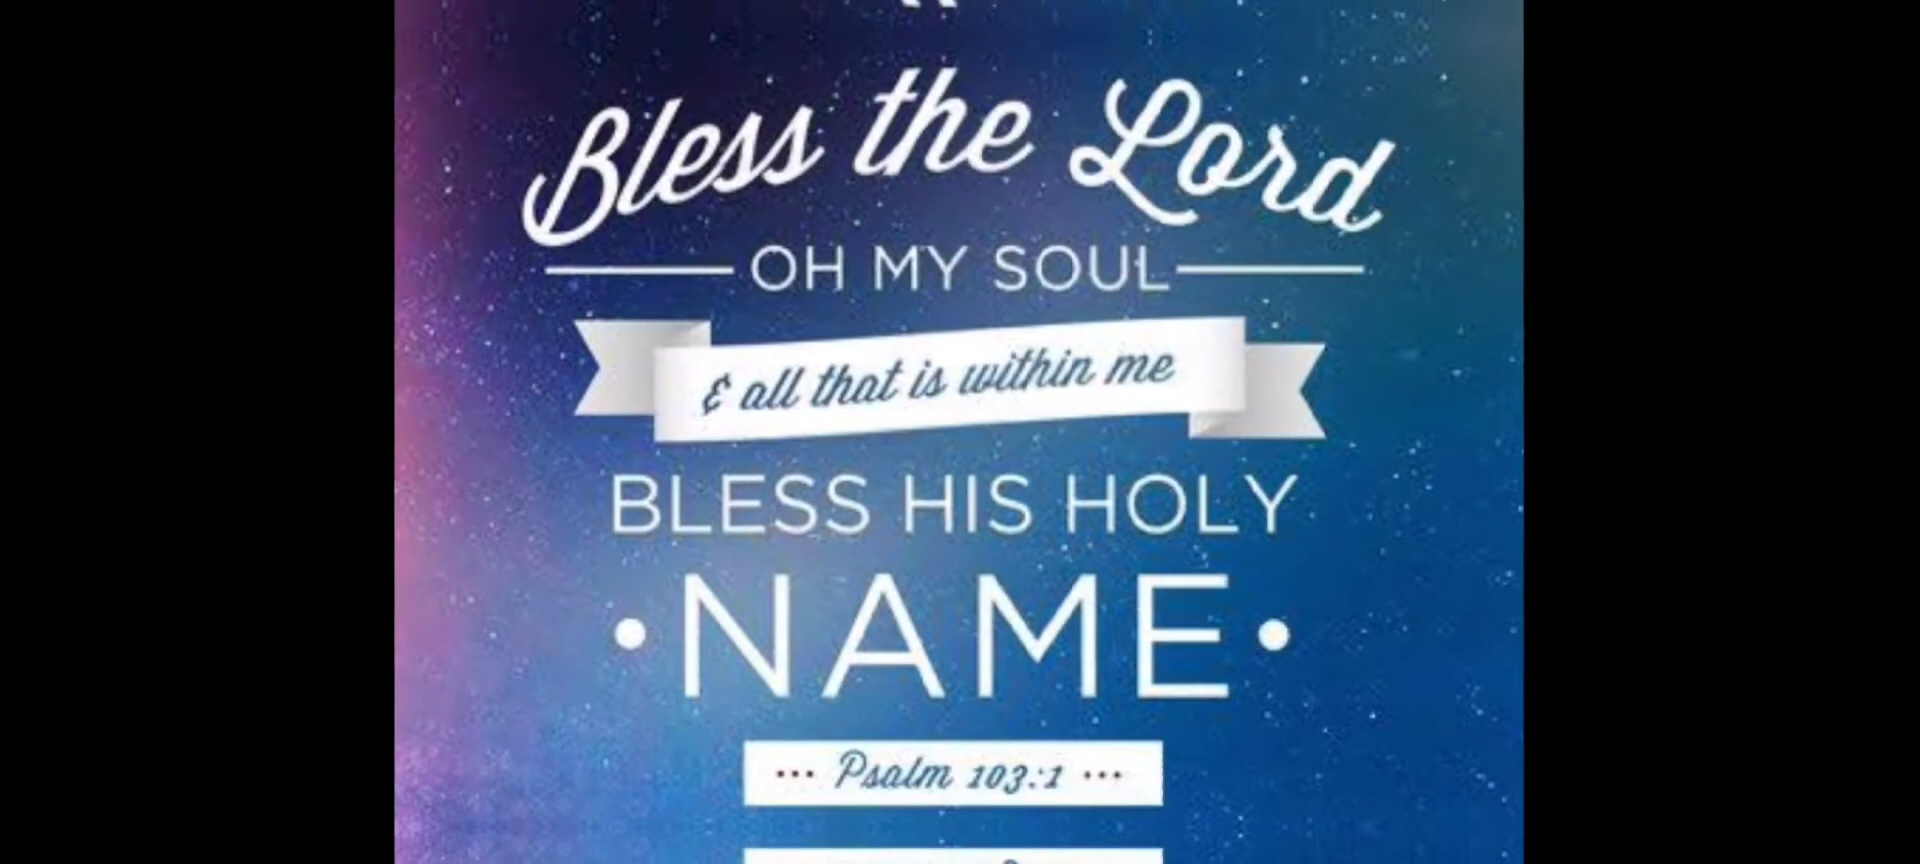 Bless the Lord
OH MY SOUL
& all that is within me
BLESS HIS HOLY
•NAME•
... Psalm 103:1 ...